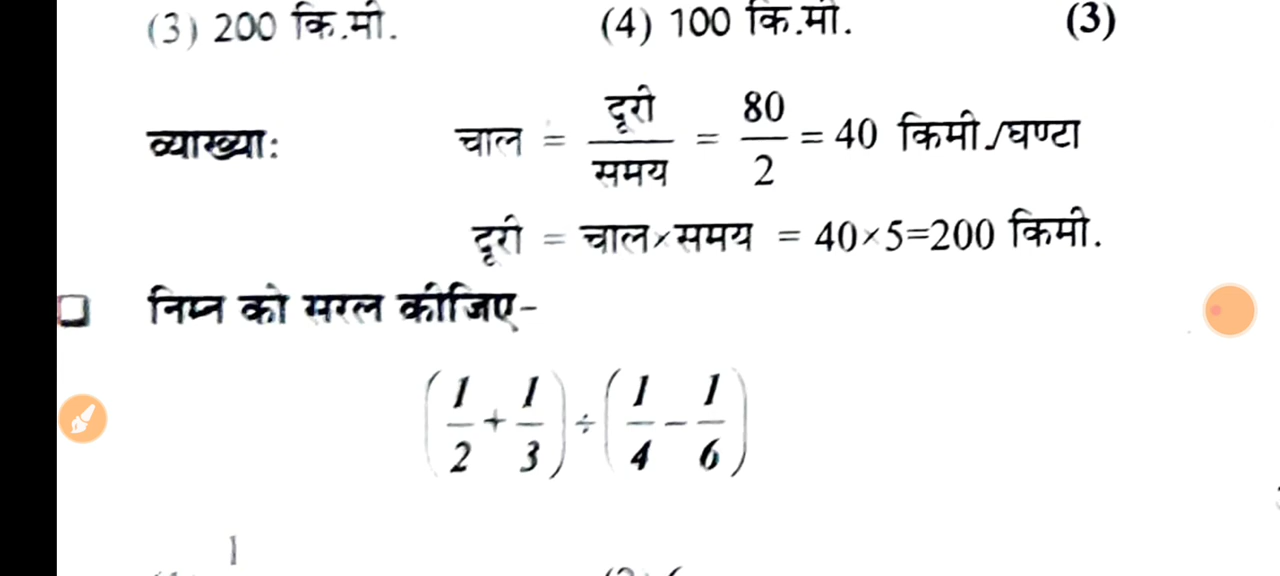 (3) 200 कि.मी. (4) 100 कि.मी. (3)
व्याख्या: चाल = दूरी/समय = 80/2 = 40 किमी./घण्टा
दूरी = चाल×समय = 40×5=200 किमी.
निम्न को सरल कीजिए-
(1/2 + 1/3) ÷ (1/4 - 1/6)